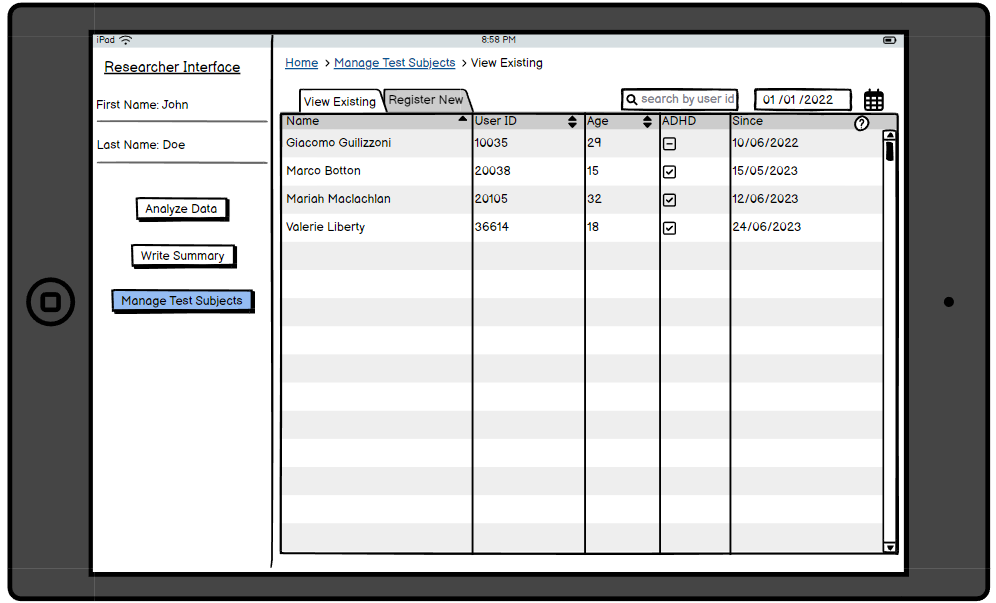 iPad 8:58 PM
Researcher Interface
First Name: John
Last Name: Doe
Analyze Data
Write Summary
Manage Test Subjects
Home > Manage Test Subjects > View Existing
View Existing Register New search by user id 01 /01 /2022
Name User ID Age ADHD Since ?
Giacomo Guilizzoni 10035 29 10/06/2022
Marco Botton 20038 15 15/05/2023
Mariah Maclachlan 20105 32 12/06/2023
Valerie Liberty 36614 18 24/06/2023